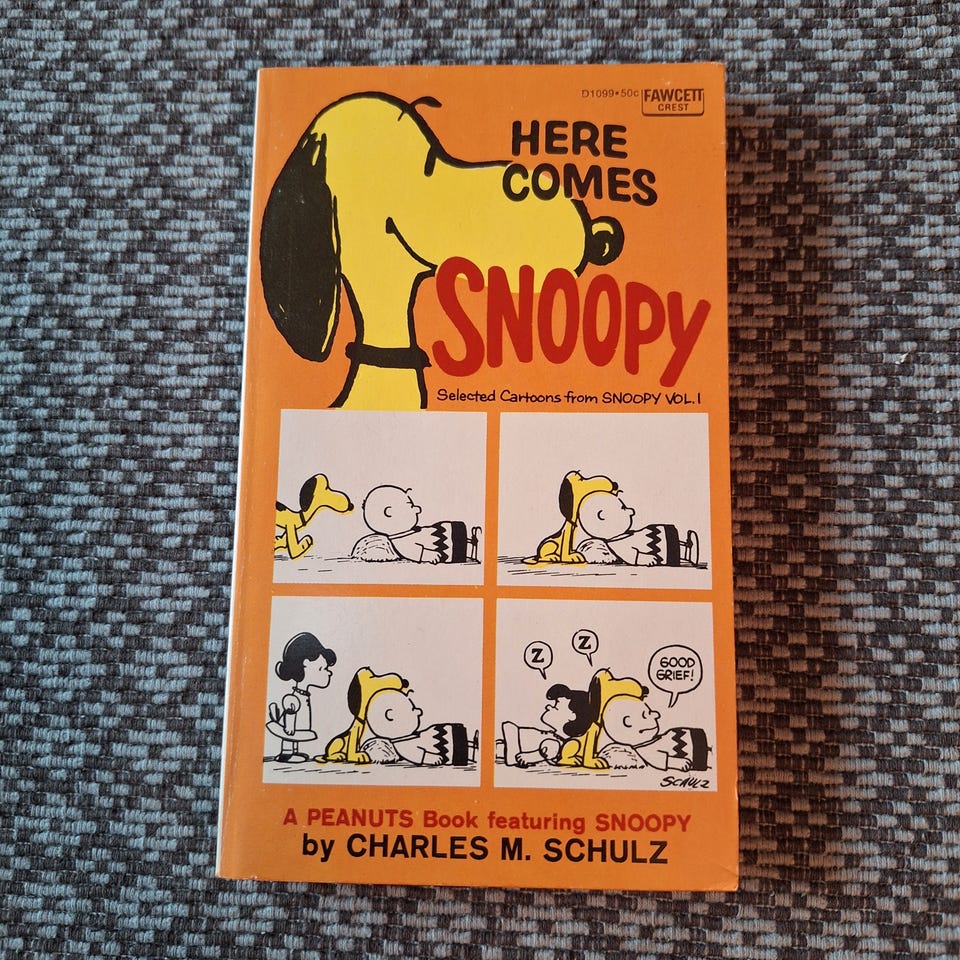 D1099•50c FAWCETT
CREST
HERE
COMES
SNOOPY
Selected Cartoons from SNOOPY VOL.1
Z
Z
GOOD
GRIEF!
SCHULZ
A PEANUTS Book featuring SNOOPY
by CHARLES M. SCHULZ